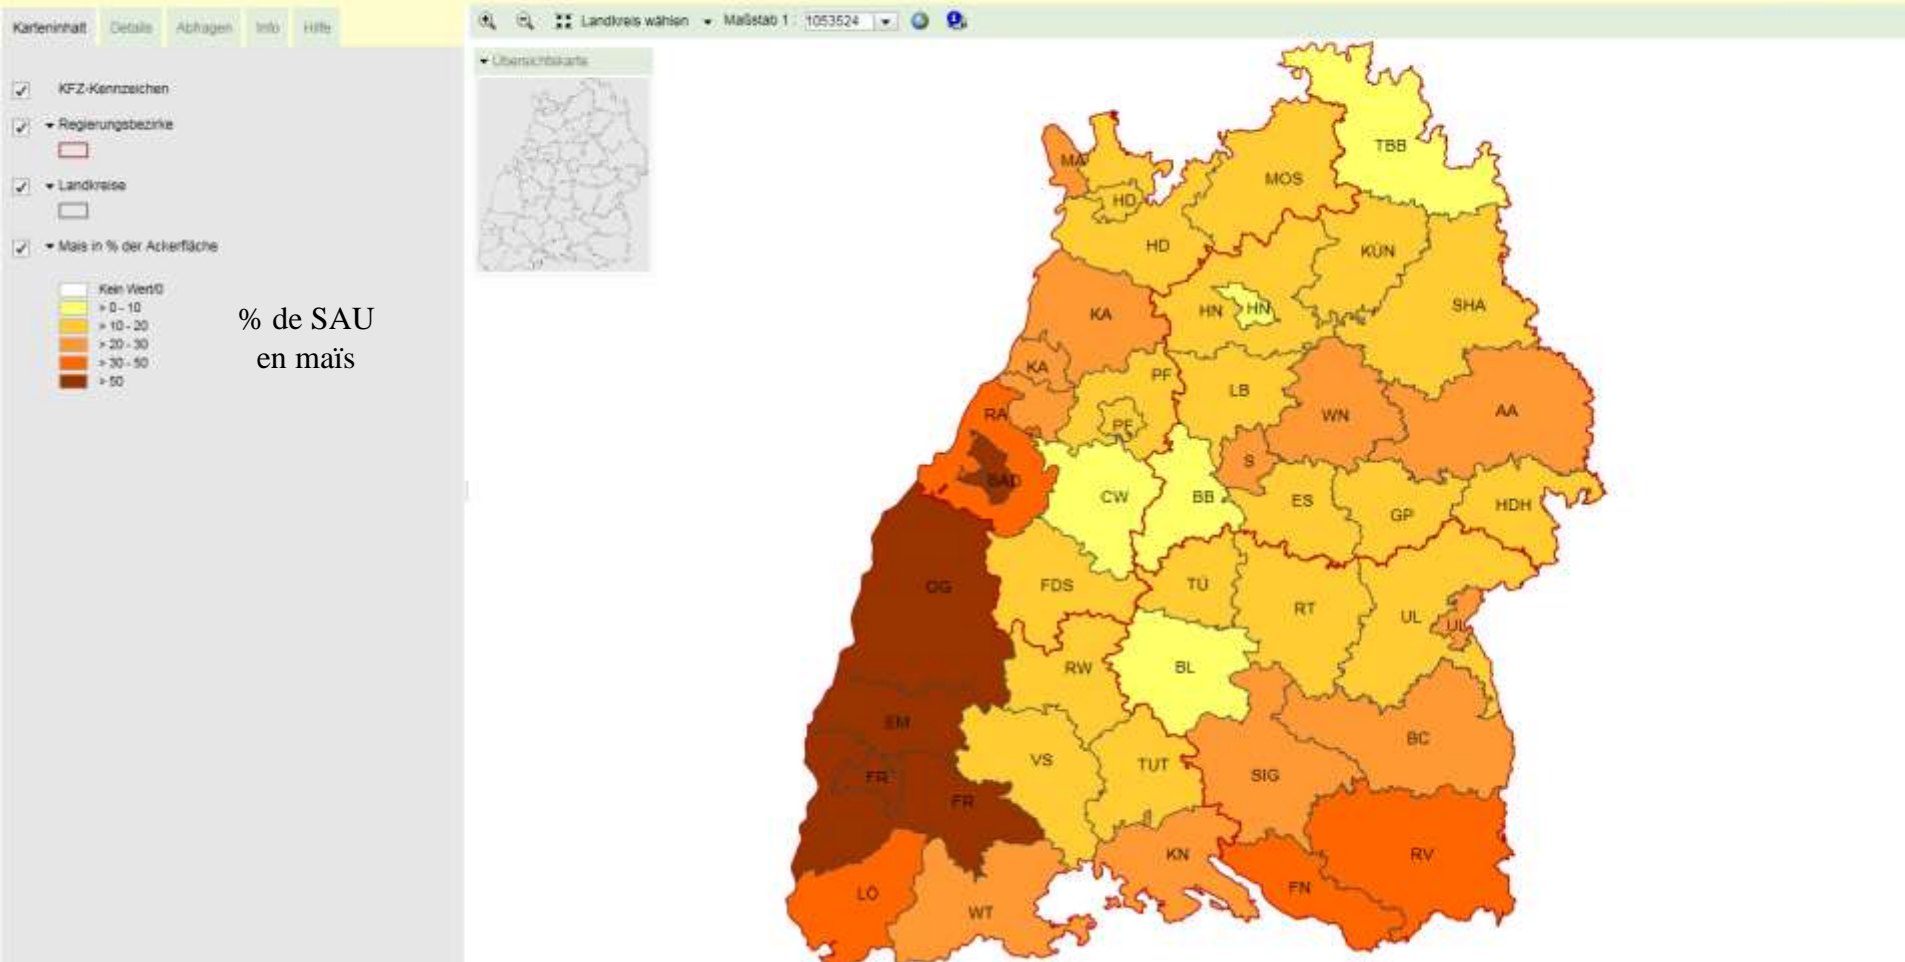 Karteninhalt Details Abfragen Info Hilfe
Landkreis wählen Maßstab 1 : 1053524
Übersichtskarte
KFZ-Kennzeichen
Regierungsbezirke
Landkreise
Mais in % der Ackerfläche
Kein Wert/0
> 0 - 10
> 10 - 20
> 20 - 30
> 30 - 50
> 50
% de SAU
en maïs
TBB
MA
MOS
HD
HD
KÜN
KA
HN
HN
SHA
KA
PF
LB
RA
PF
WN
AA
S
BAD
CW
BB
ES
GP
HDH
OG
FDS
TÜ
RT
UL
UL
RW
BL
EM
VS
TUT
BC
FR
SIG
FR
KN
RV
LÖ
FN
WT